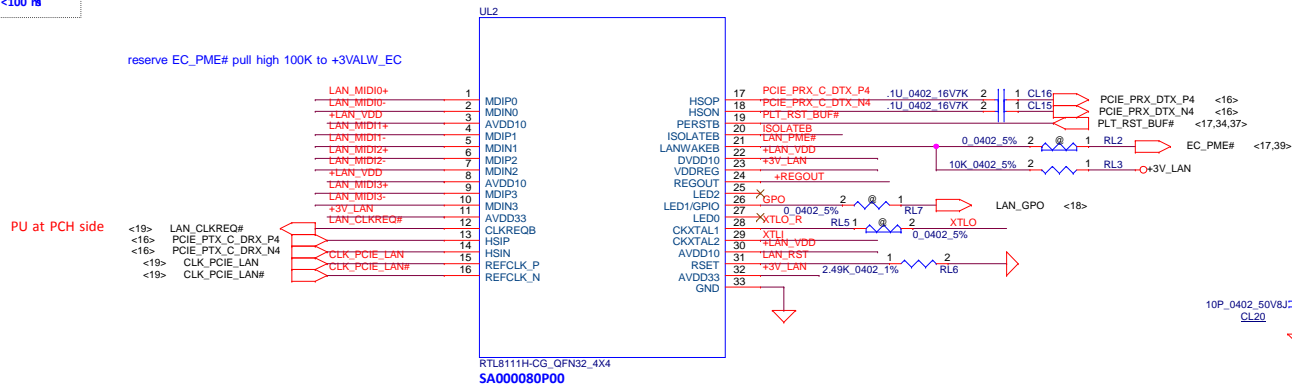 <100
UL2
reserve EC_PME# pull high 100K to +3VALW_EC
LAN_MIDI0+ 1 MDIP0
LAN_MIDI0- 2 MDIN0
+LAN_VDD 3 AVDD10
LAN_MIDI1+ 4 MDIP1
LAN_MIDI1- 5 MDIN1
LAN_MIDI2+ 6 MDIP2
LAN_MIDI2- 7 MDIN2
+LAN_VDD 8 AVDD10
LAN_MIDI3+ 9 MDIP3
LAN_MIDI3- 10 MDIN3
+3V_LAN 11 AVDD33
PU at PCH side
<19> LAN_CLKREQ# LAN_CLKREQ# 12 CLKREQB
<16> PCIE_PTX_C_DRX_P4 13 HSIP
<16> PCIE_PTX_C_DRX_N4 14 HSIN
<19> CLK_PCIE_LAN CLK_PCIE_LAN 15 REFCLK_P
<19> CLK_PCIE_LAN# CLK_PCIE_LAN# 16 REFCLK_N
HSOP 17 PCIE_PRX_C_DTX_P4 .1U_0402_16V7K 2 1 CL16 PCIE_PRX_DTX_P4 <16>
HSON 18 PCIE_PRX_C_DTX_N4 .1U_0402_16V7K 2 1 CL15 PCIE_PRX_DTX_N4 <16>
PERSTB 19 PLT_RST_BUF# PLT_RST_BUF# <17,34,37>
ISOLATEB 20 ISOLATEB
LANWAKEB 21 LAN_PME# 0_0402_5% 2 @ 1 RL2 EC_PME# <17,39>
DVDD10 22 +LAN_VDD
VDDREG 23 +3V_LAN 10K_0402_5% 2 1 RL3 +3V_LAN
REGOUT 24 +REGOUT
LED2 25
LED1/GPIO 26 GPO 0_0402_5% 2 @ 1 RL7 LAN_GPO <18>
LED0 27
CKXTAL1 28 XTLO_R RL5 1 @ 2 0_0402_5% XTLO
CKXTAL2 29 XTLI
AVDD10 30 +LAN_VDD
RSET 31 LAN_RST 2.49K_0402_1% 1 2 RL6
AVDD33 32 +3V_LAN
GND 33
10P_0402_50V8J
CL20
RTL8111H-CG_QFN32_4X4
SA000080P00